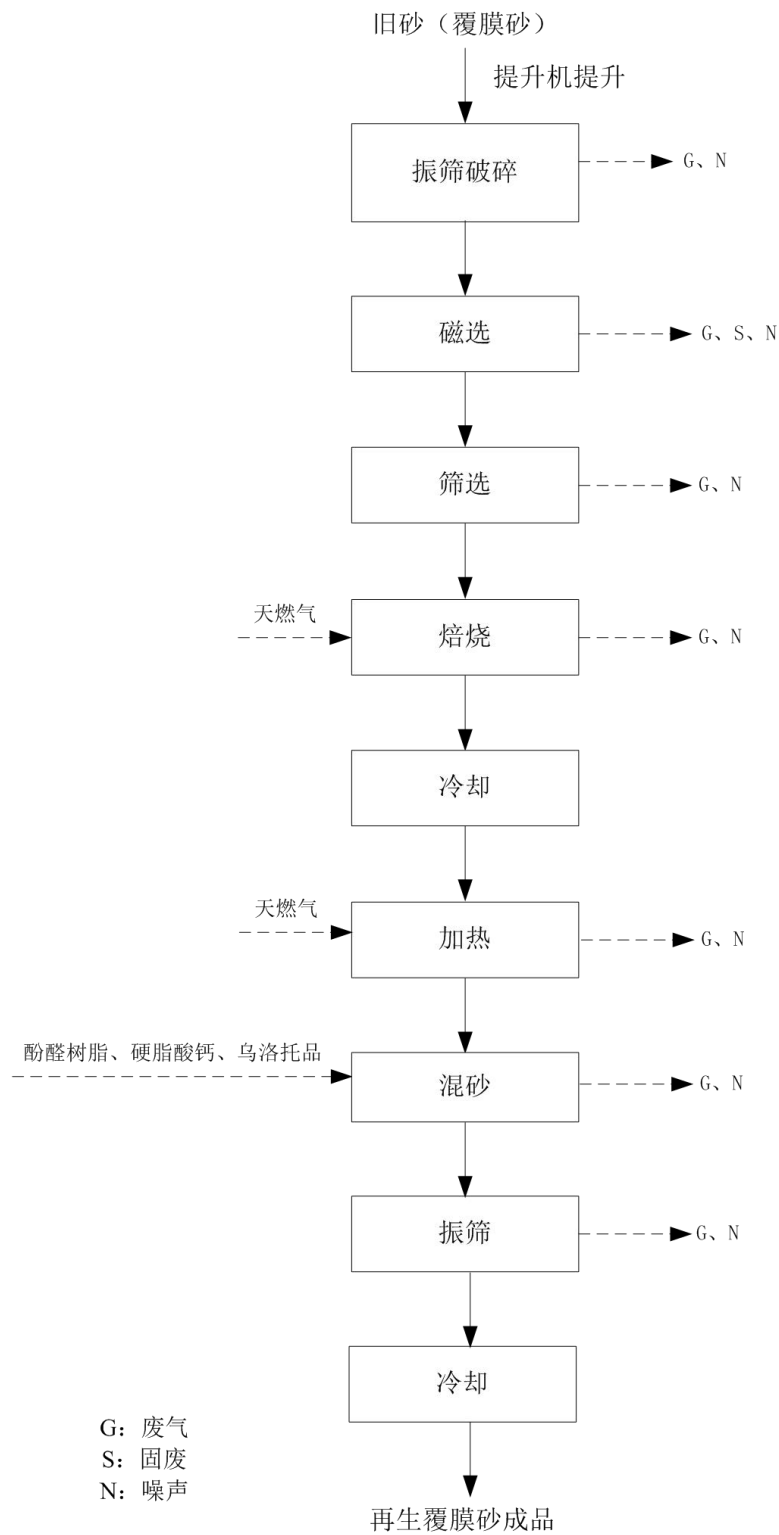 旧砂（覆膜砂）
提升机提升
振筛破碎
G、N
磁选
G、S、N
筛选
G、N
天燃气
焙烧
G、N
冷却
天燃气
加热
G、N
酚醛树脂、硬脂酸钙、乌洛托品
混砂
G、N
振筛
G、N
冷却
G：废气
S：固废
N：噪声
再生覆膜砂成品